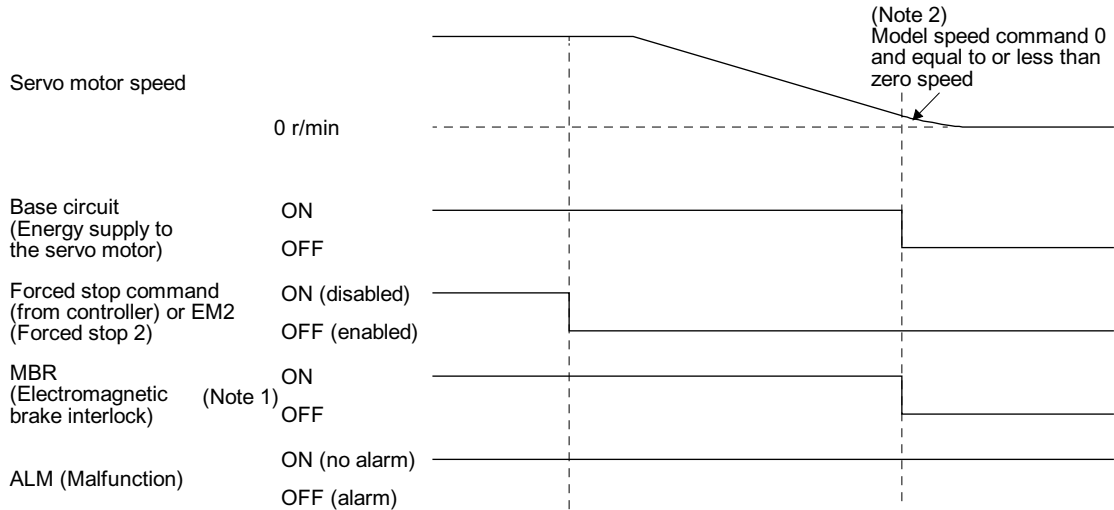 (Note 2)
Model speed command 0
and equal to or less than
zero speed
Servo motor speed
0 r/min
Base circuit
(Energy supply to
the servo motor)
ON
OFF
Forced stop command
(from controller) or EM2
(Forced stop 2)
ON (disabled)
OFF (enabled)
MBR
(Electromagnetic
brake interlock)
(Note 1)
ON
OFF
ALM (Malfunction)
ON (no alarm)
OFF (alarm)